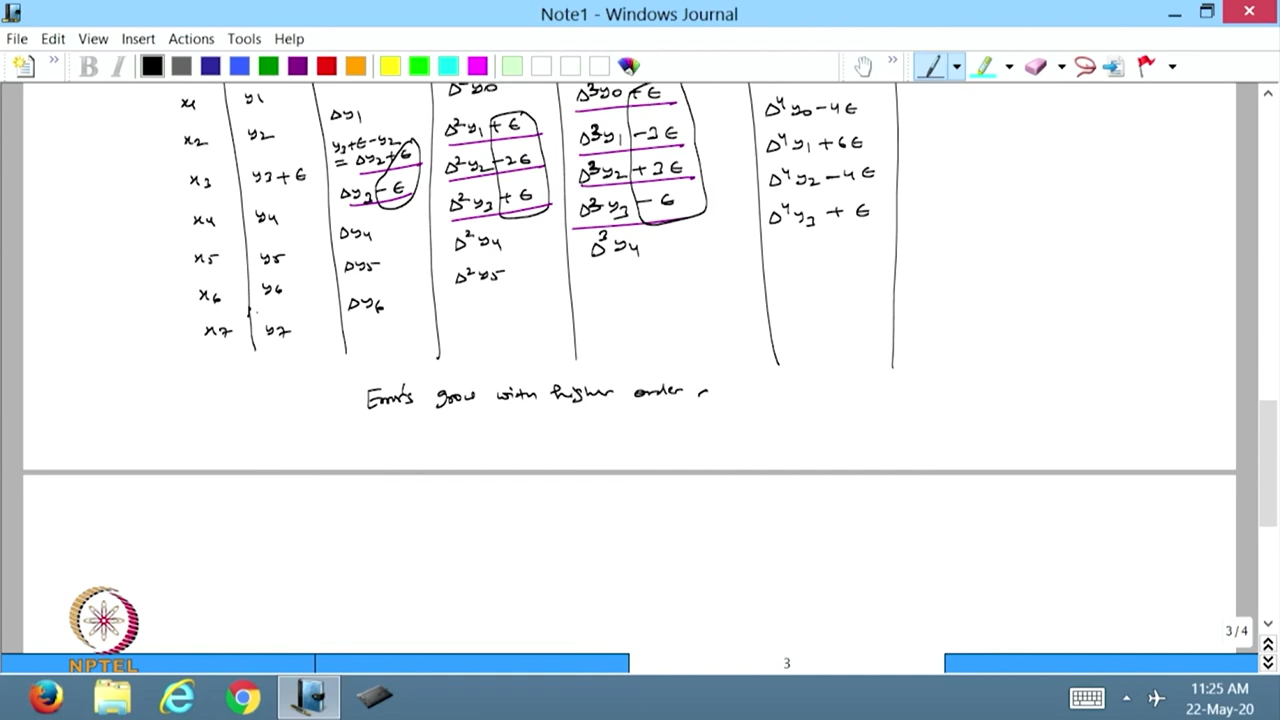 Note1 - Windows Journal
File Edit View Insert Actions Tools Help
x1 y1 Δ²y0 Δ³y0 + ϵ
Δy1 Δ⁴y0 - 4ϵ
x2 y2 Δ²y1 + ϵ Δ³y1 - 3ϵ Δ⁴y1 + 6ϵ
y3+ϵ-y2
= Δy2 + ϵ
x3 y3 + ϵ Δ²y2 - 2ϵ Δ³y2 + 3ϵ Δ⁴y2 - 4ϵ
Δy3 - ϵ Δ²y3 + ϵ Δ³y3 - ϵ Δ⁴y3 + ϵ
x4 y4 Δy4 Δ²y4 Δ³y4
x5 y5 Δy5 Δ²y5
x6 y6 Δy6
x7 y7
Errors grow with higher order
3 / 4
NPTEL
3
11:25 AM
22-May-20